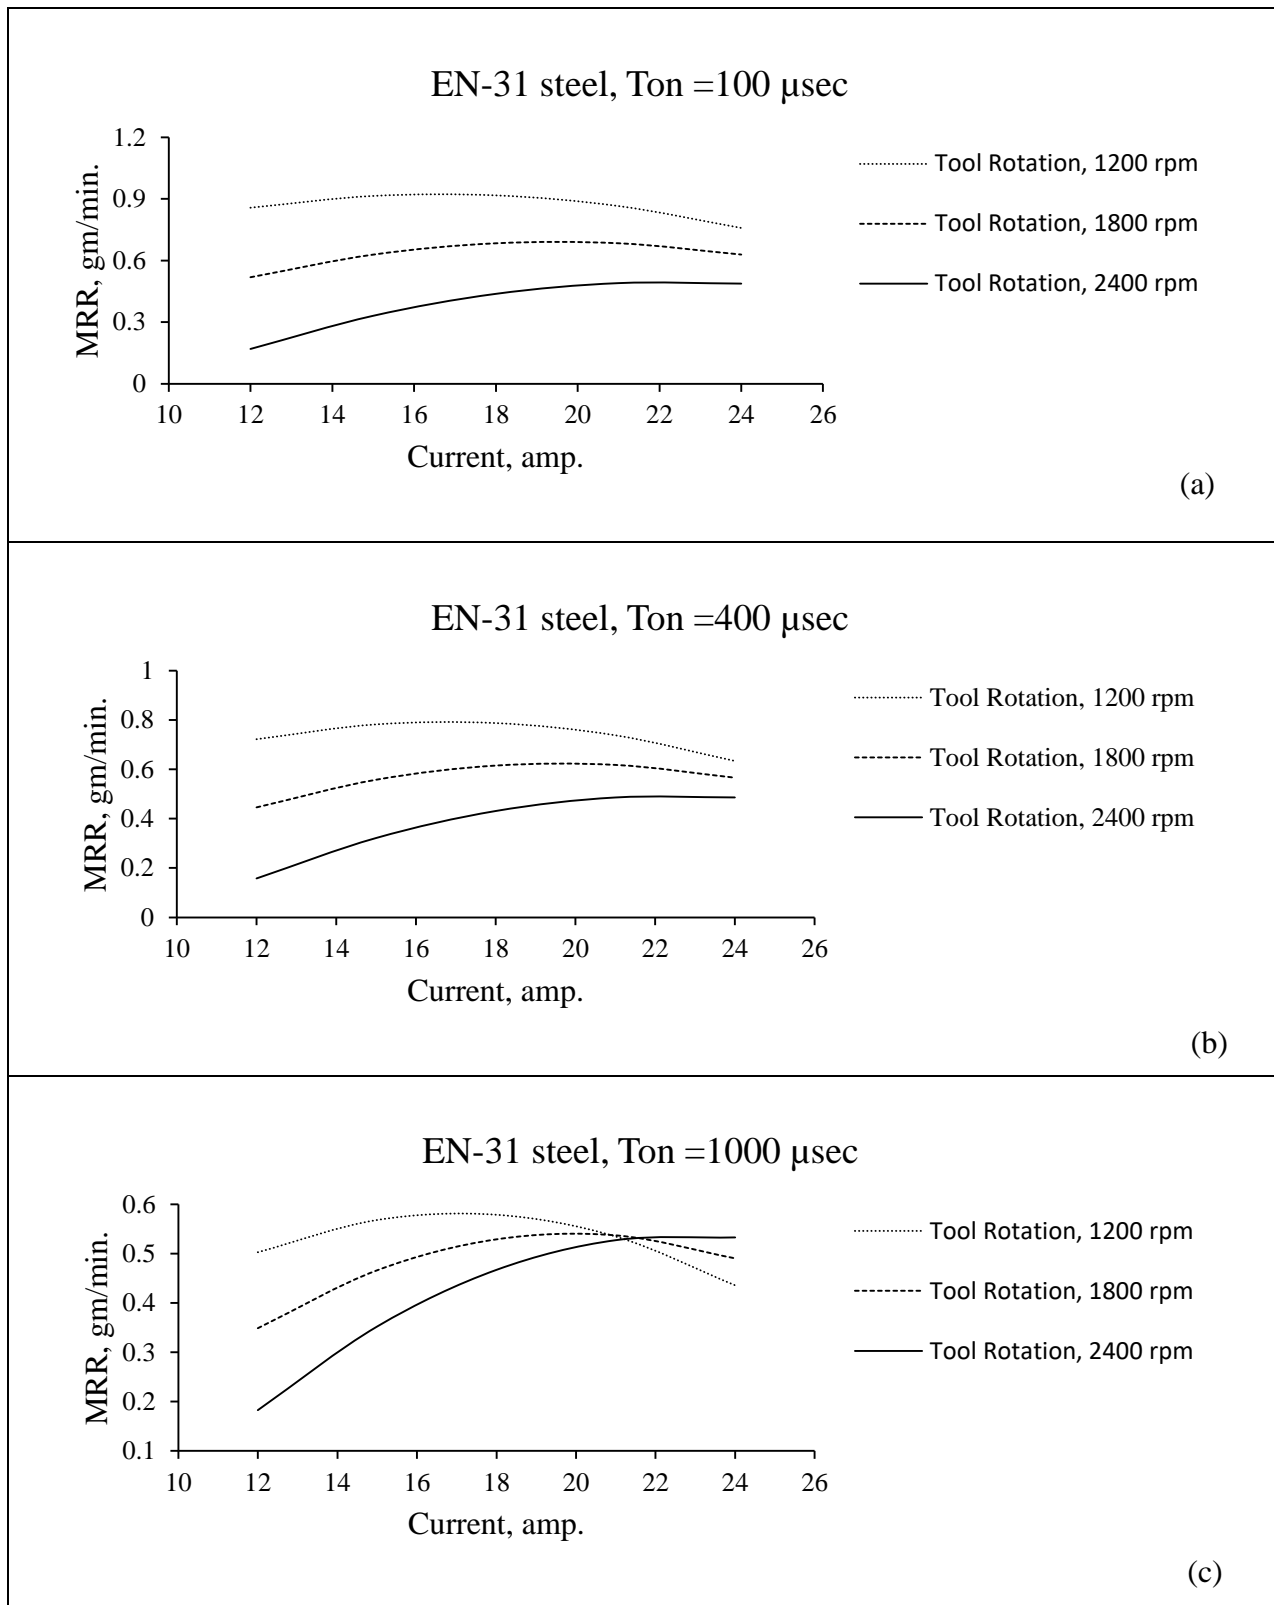 EN-31 steel, Ton =100 µsec
1.2
0.9
0.6
0.3
0
MRR, gm/min.
10 12 14 16 18 20 22 24 26
Current, amp.
Tool Rotation, 1200 rpm
Tool Rotation, 1800 rpm
Tool Rotation, 2400 rpm
(a)
EN-31 steel, Ton =400 µsec
1
0.8
0.6
0.4
0.2
0
MRR, gm/min.
10 12 14 16 18 20 22 24 26
Current, amp.
Tool Rotation, 1200 rpm
Tool Rotation, 1800 rpm
Tool Rotation, 2400 rpm
(b)
EN-31 steel, Ton =1000 µsec
0.6
0.5
0.4
0.3
0.2
0.1
MRR, gm/min.
10 12 14 16 18 20 22 24 26
Current, amp.
Tool Rotation, 1200 rpm
Tool Rotation, 1800 rpm
Tool Rotation, 2400 rpm
(c)